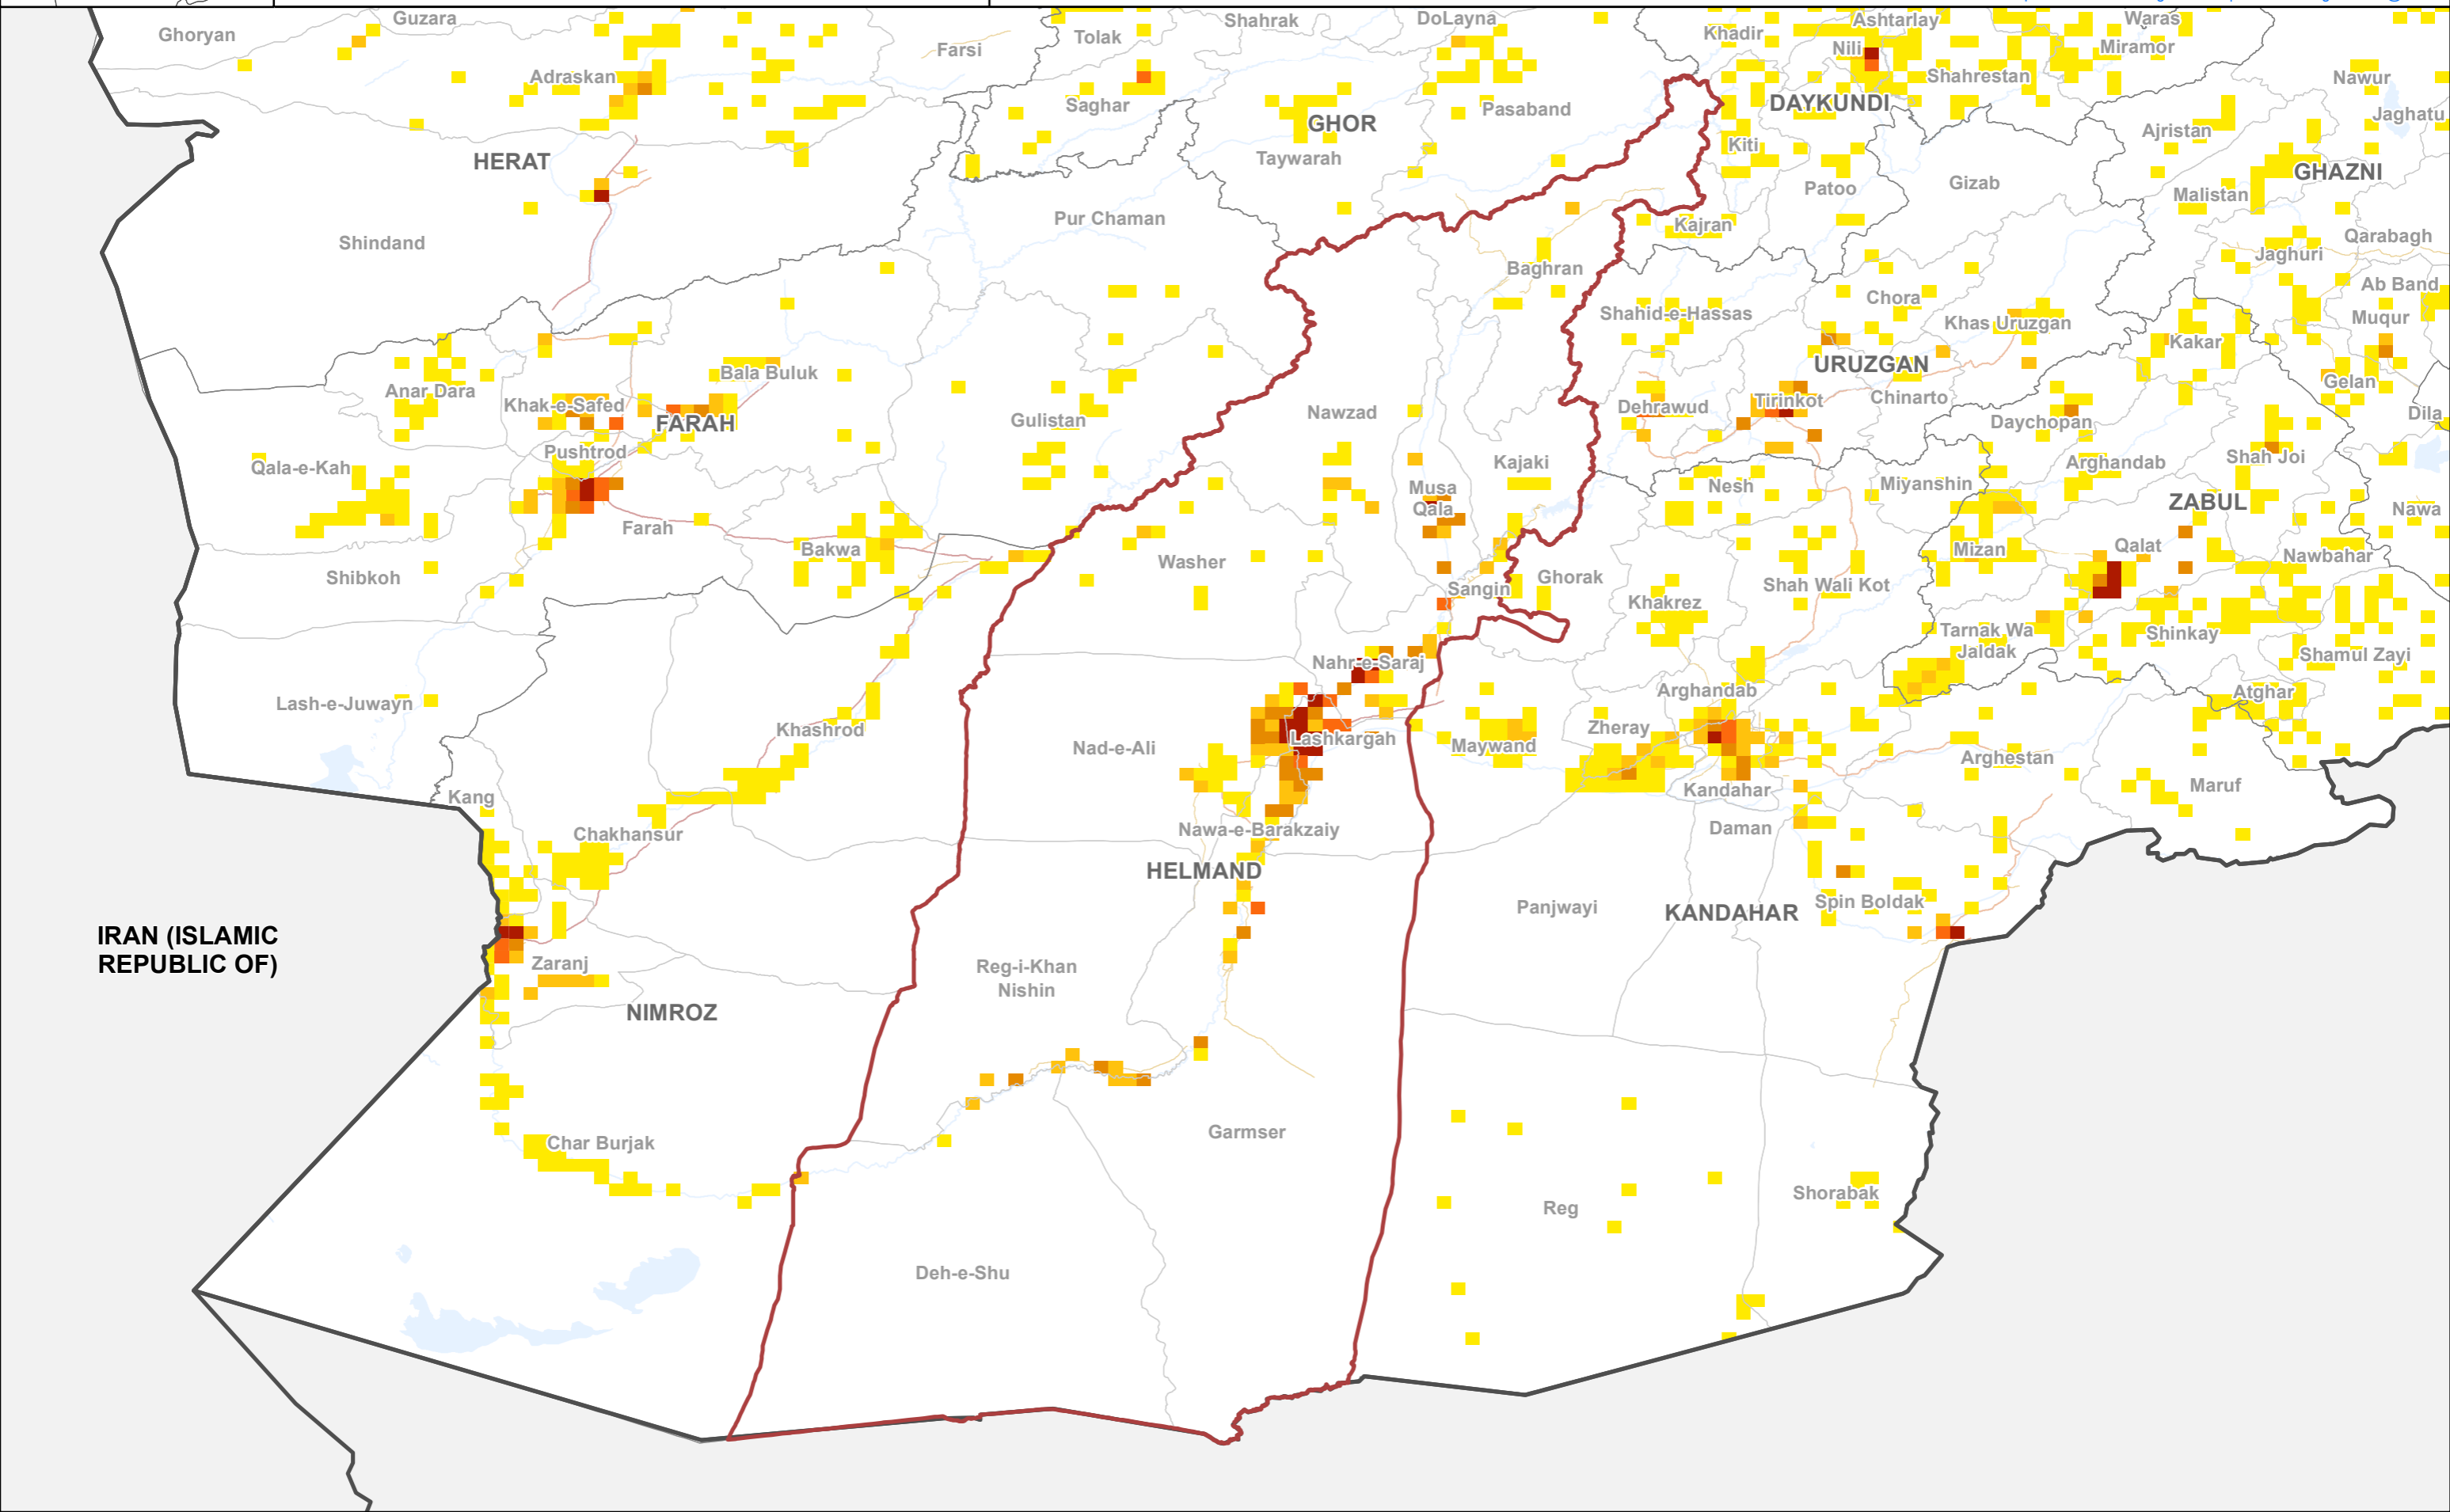 Ghoryan
Guzara
Farsi
Tolak
Shahrak
DoLayna
Khadir
Ashtarlay
Waras
Nili
Miramor
Adraskan
Saghar
Pasaband
Shahrestan
Nawur
DAYKUNDI
GHOR
Jaghatu
Ajristan
HERAT
Taywarah
Kiti
GHAZNI
Patoo
Gizab
Malistan
Shindand
Pur Chaman
Kajran
Qarabagh
Jaghuri
Baghran
Ab Band
Chora
Shahid-e-Hassas
Khas Uruzgan
Muqur
Kakar
URUZGAN
Bala Buluk
Gelan
Anar Dara
Khak-e-Safed
Nawzad
Dehrawud
Tirinkot
Chinarto
Dila
FARAH
Gulistan
Daychopan
Pushtrod
Qala-e-Kah
Kajaki
Arghandab
Shah Joi
Musa
Qala
Nesh
Miyanshin
ZABUL
Nawa
Farah
Bakwa
Washer
Mizan
Qalat
Nawbahar
Shibkoh
Sangin
Ghorak
Shah Wali Kot
Khakrez
Tarnak Wa
Jaldak
Shinkay
Shamul Zayi
Nahr-e-Saraj
Lash-e-Juwayn
Arghandab
Atghar
Khashrod
Nad-e-Ali
Lashkargah
Maywand
Zheray
Arghestan
Kang
Kandahar
Maruf
Chakhansur
Nawa-e-Barakzaiy
Daman
HELMAND
Panjwayi
KANDAHAR
Spin Boldak
IRAN (ISLAMIC
REPUBLIC OF)
Zaranj
Reg-i-Khan
Nishin
NIMROZ
Char Burjak
Garmser
Reg
Shorabak
Deh-e-Shu